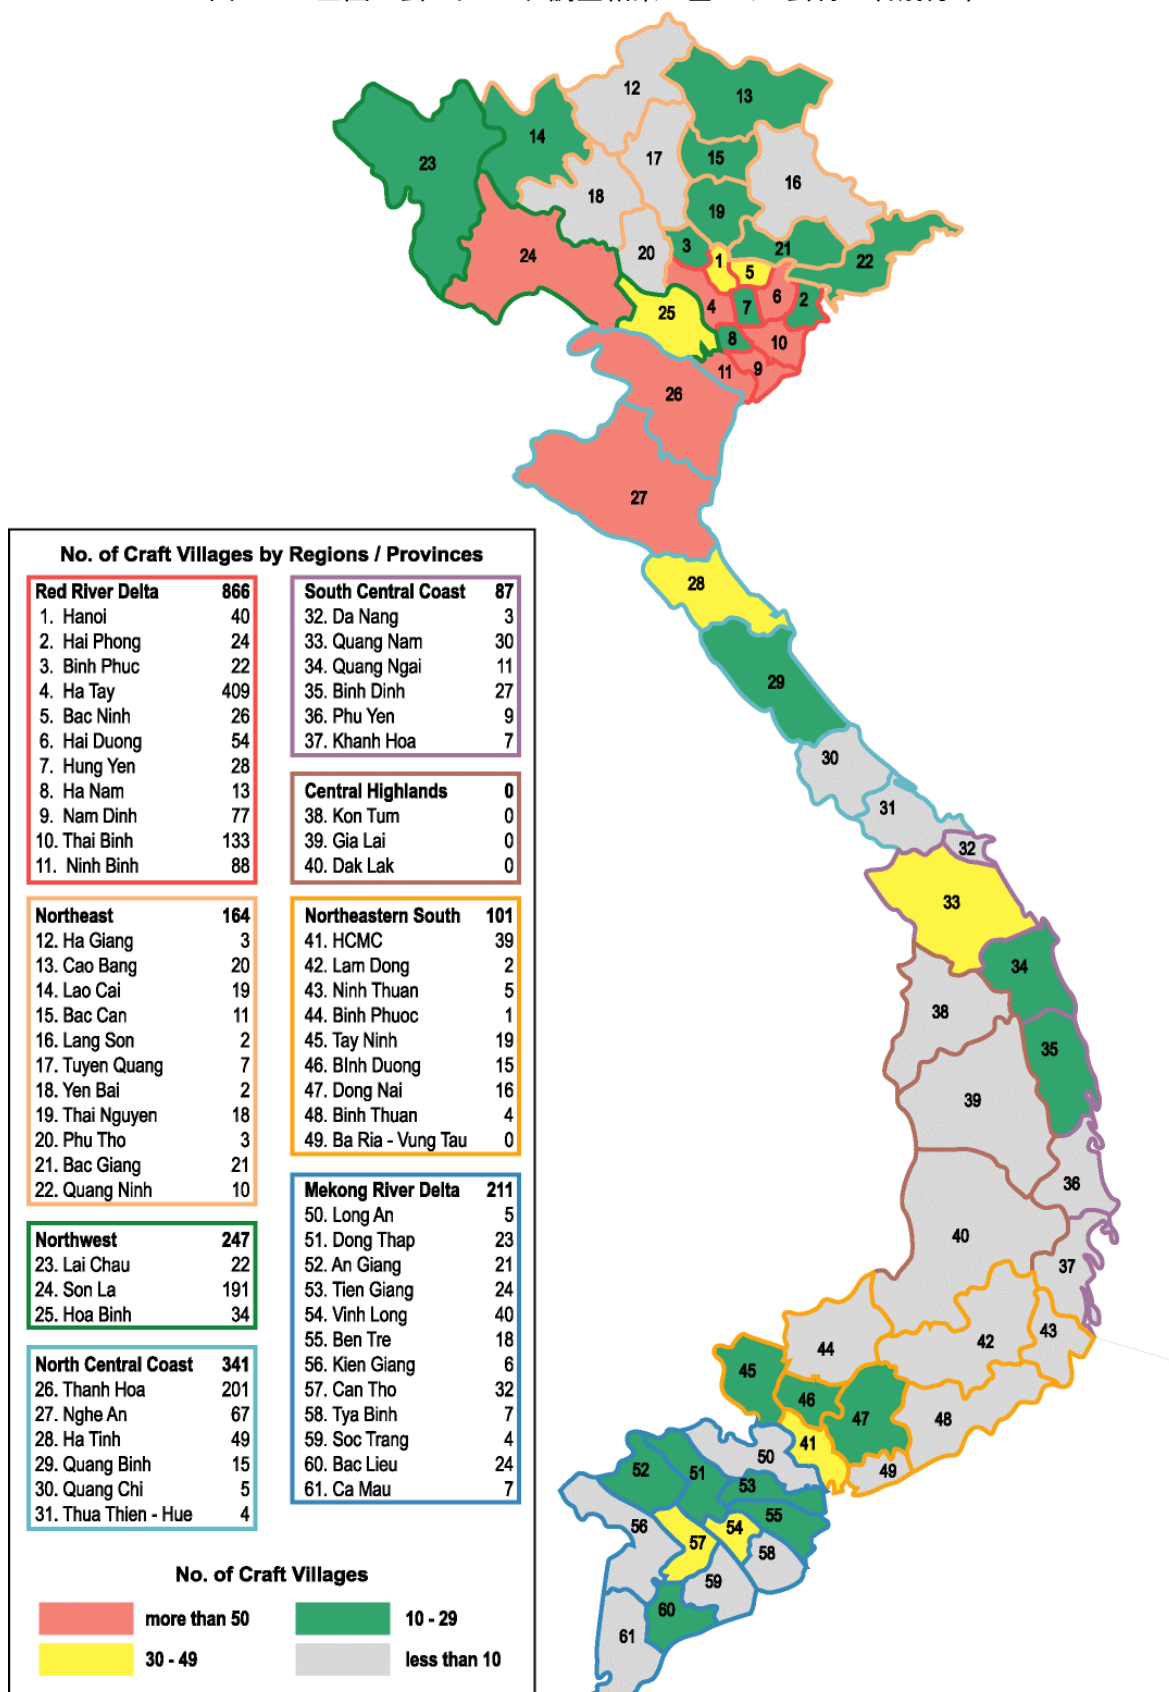 12
13
14
23
17
15
16
18
19
3
20
21
24
1
22
5
6
2
4
7
25
8
10
11
9
26
27
28
29
30
31
32
33
34
38
35
39
36
40
37
43
42
44
45
46
47
48
41
50
49
52
51
53
55
56
54
57
58
59
60
61
No. of Craft Villages by Regions / Provinces
Red River Delta 866
1. Hanoi 40
2. Hai Phong 24
3. Binh Phuc 22
4. Ha Tay 409
5. Bac Ninh 26
6. Hai Duong 54
7. Hung Yen 28
8. Ha Nam 13
9. Nam Dinh 77
10. Thai Binh 133
11. Ninh Binh 88
Northeast 164
12. Ha Giang 3
13. Cao Bang 20
14. Lao Cai 19
15. Bac Can 11
16. Lang Son 2
17. Tuyen Quang 7
18. Yen Bai 2
19. Thai Nguyen 18
20. Phu Tho 3
21. Bac Giang 21
22. Quang Ninh 10
Northwest 247
23. Lai Chau 22
24. Son La 191
25. Hoa Binh 34
North Central Coast 341
26. Thanh Hoa 201
27. Nghe An 67
28. Ha Tinh 49
29. Quang Binh 15
30. Quang Chi 5
31. Thua Thien - Hue 4
South Central Coast 87
32. Da Nang 3
33. Quang Nam 30
34. Quang Ngai 11
35. Binh Dinh 27
36. Phu Yen 9
37. Khanh Hoa 7
Central Highlands 0
38. Kon Tum 0
39. Gia Lai 0
40. Dak Lak 0
Northeastern South 101
41. HCMC 39
42. Lam Dong 2
43. Ninh Thuan 5
44. Binh Phuoc 1
45. Tay Ninh 19
46. BInh Duong 15
47. Dong Nai 16
48. Binh Thuan 4
49. Ba Ria - Vung Tau 0
Mekong River Delta 211
50. Long An 5
51. Dong Thap 23
52. An Giang 21
53. Tien Giang 24
54. Vinh Long 40
55. Ben Tre 18
56. Kien Giang 6
57. Can Tho 32
58. Tya Binh 7
59. Soc Trang 4
60. Bac Lieu 24
61. Ca Mau 7
No. of Craft Villages
more than 50
10 - 29
30 - 49
less than 10